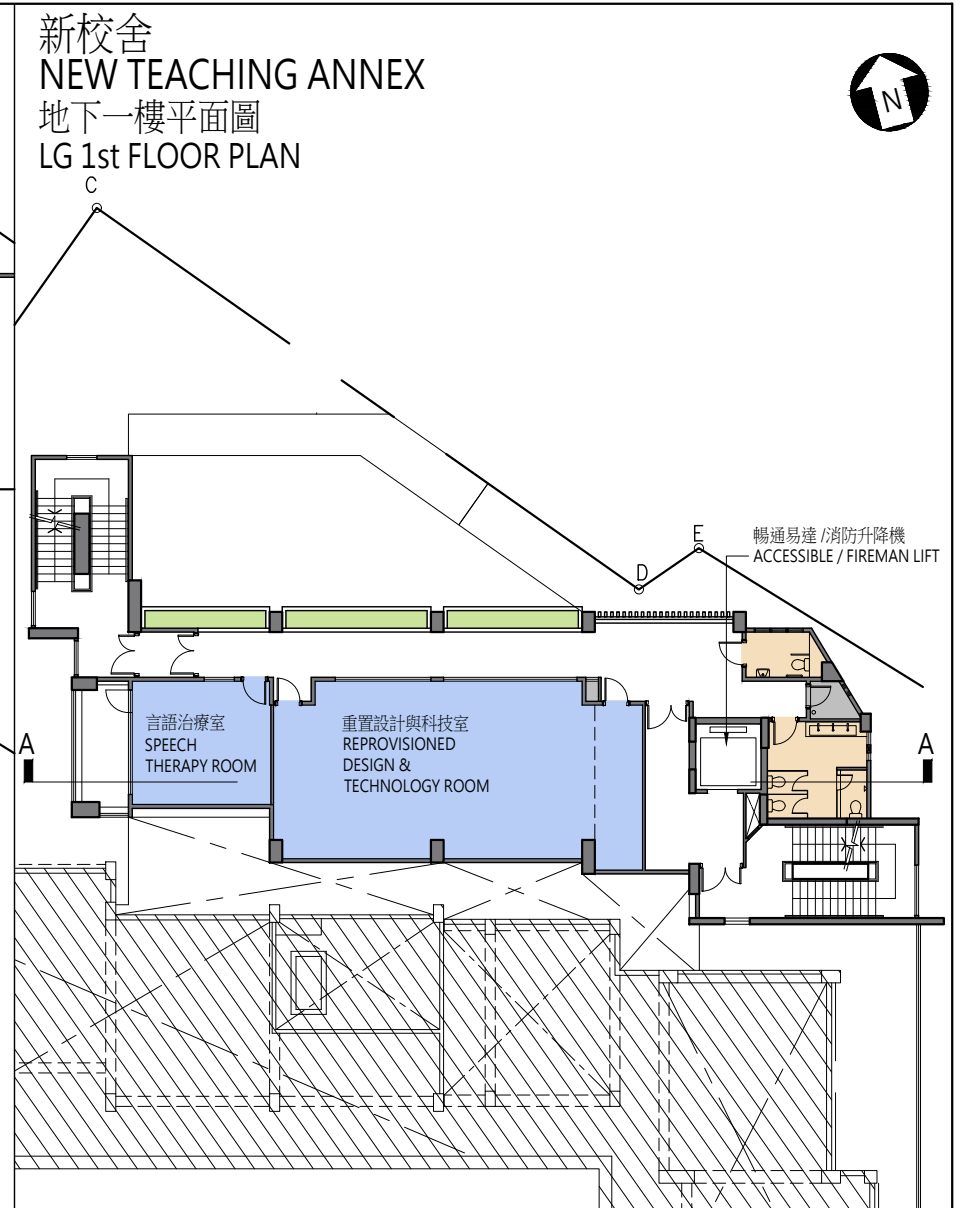 新校舍
NEW TEACHING ANNEX
地下一樓平面圖
LG 1st FLOOR PLAN
N
C
E
D
暢通易達 /消防升降機
ACCESSIBLE / FIREMAN LIFT
言語治療室
SPEECH
THERAPY ROOM
重置設計與科技室
REPROVISIONED
DESIGN &
TECHNOLOGY ROOM
A
A